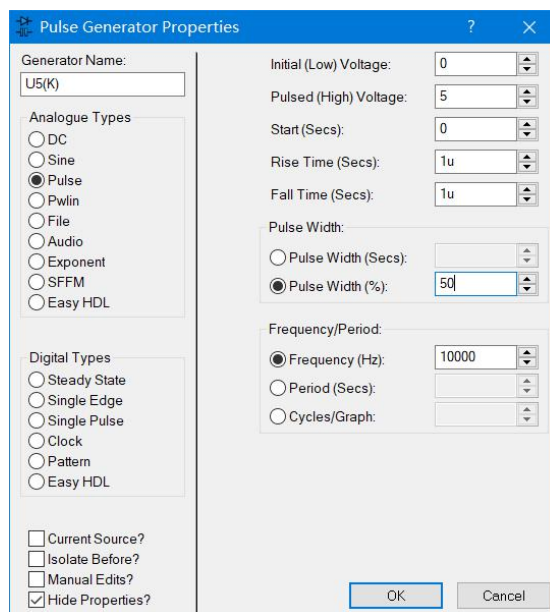 Pulse Generator Properties ? ×
Generator Name:
U5(K)
Analogue Types
DC
Sine
Pulse
Pwlin
File
Audio
Exponent
SFFM
Easy HDL
Digital Types
Steady State
Single Edge
Single Pulse
Clock
Pattern
Easy HDL
Current Source?
Isolate Before?
Manual Edits?
Hide Properties?
Initial (Low) Voltage: 0
Pulsed (High) Voltage: 5
Start (Secs): 0
Rise Time (Secs): 1u
Fall Time (Secs): 1u
Pulse Width:
Pulse Width (Secs):
Pulse Width (%): 50
Frequency/Period:
Frequency (Hz): 10000
Period (Secs):
Cycles/Graph:
OK Cancel